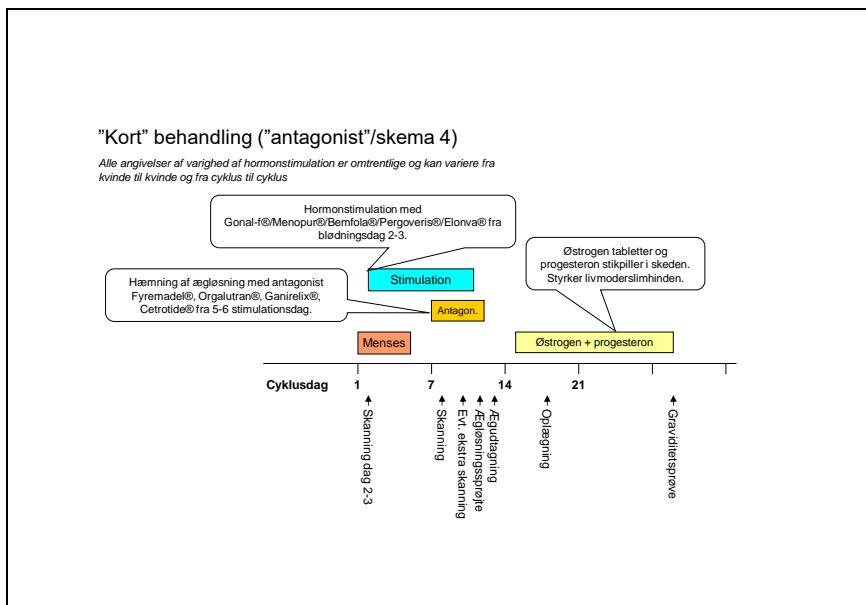 ”Kort” behandling (”antagonist”/skema 4)
Alle angivelser af varighed af hormonstimulation er omtrentlige og kan variere fra
kvinde til kvinde og fra cyklus til cyklus
Hormonstimulation med
Gonal-f®/Menopur®/Bemfola®/Pergoveris®/Elonva® fra
blødningsdag 2-3.
Østrogen tabletter og
progesteron stikpiller i skeden.
Styrker livmoderslimhinden.
Hæmning af ægløsning med antagonist
Fyremadel®, Orgalutran®, Ganirelix®,
Cetrotide® fra 5-6 stimulationsdag.
Stimulation
Antagon.
Menses
Østrogen + progesteron
Cyklusdag 1 7 14 21
Skanning dag 2-3
Skanning
Evt. ekstra skanning
Ægløsningssprøjte
Ægudtagning
Oplægning
Graviditetsprøve